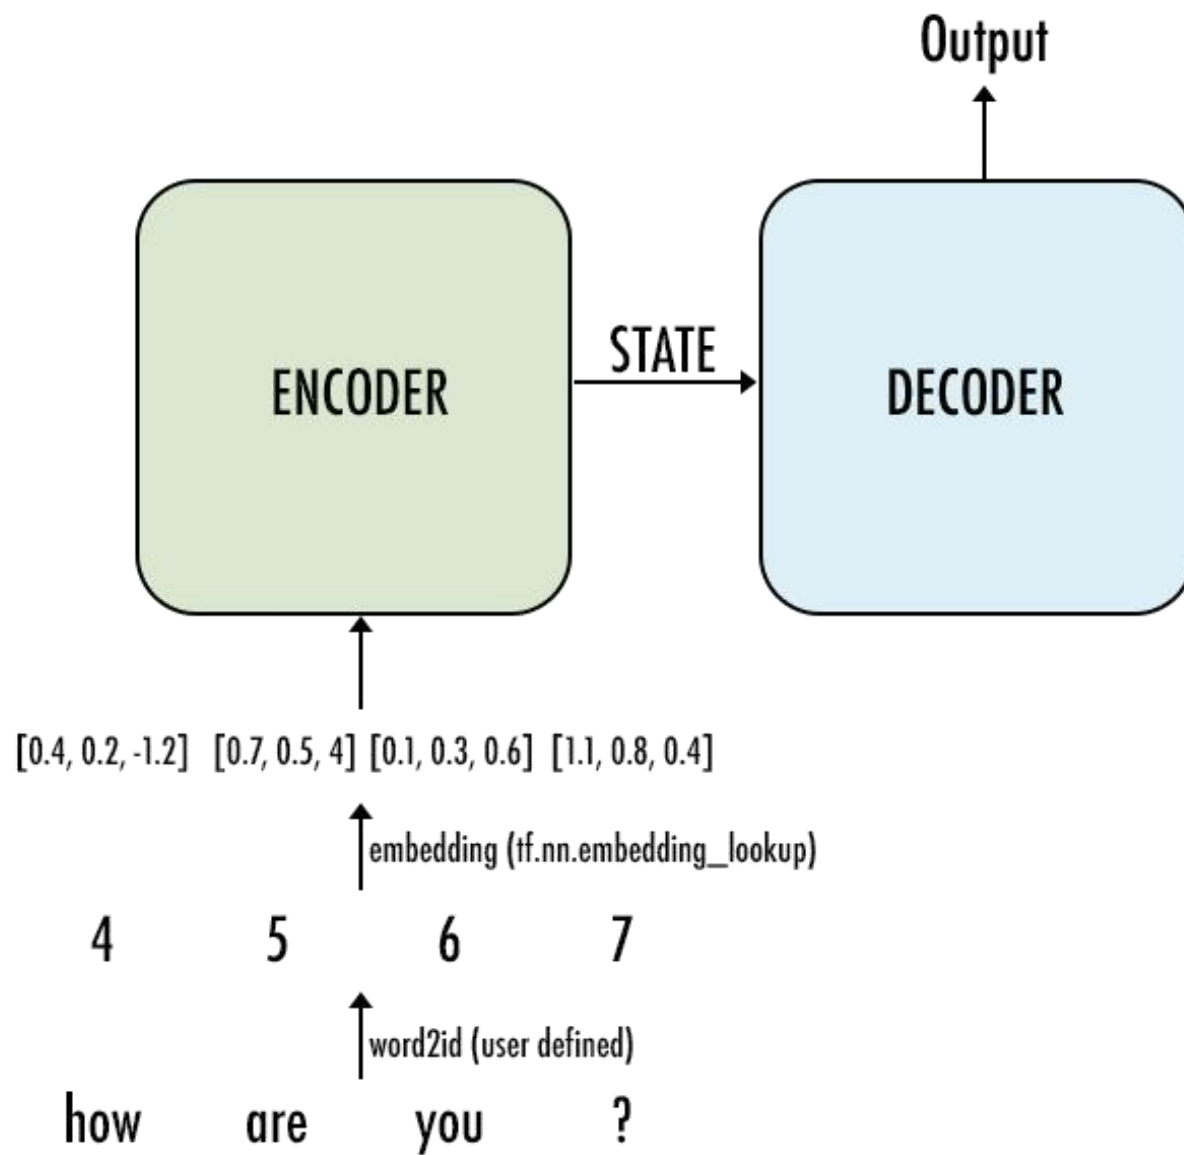 Output
STATE
ENCODER
DECODER
[0.4, 0.2, -1.2] [0.7, 0.5, 4] [0.1, 0.3, 0.6] [1.1, 0.8, 0.4]
embedding (tf.nn.embedding_lookup)
4 5 6 7
word2id (user defined)
how are you ?